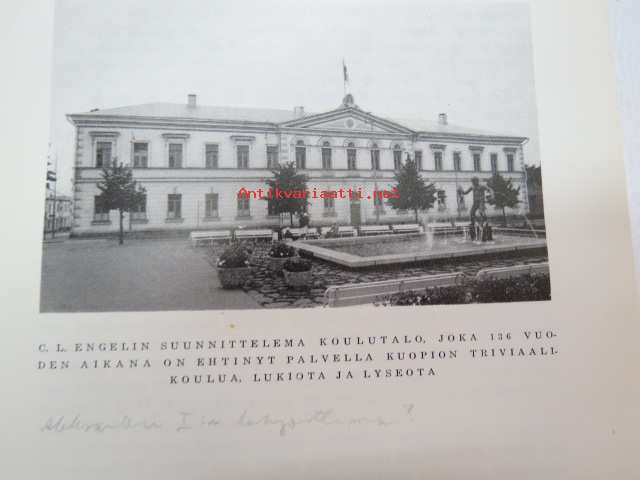 Antikvariaatti.net
C. L. ENGELIN SUUNNITTELEMA KOULUTALO, JOKA 136 VUO-
DEN AIKANA ON EHTINYT PALVELLA KUOPION TRIVIAALI-
KOULUA, LUKIOTA JA LYSEOTA
I:n ?